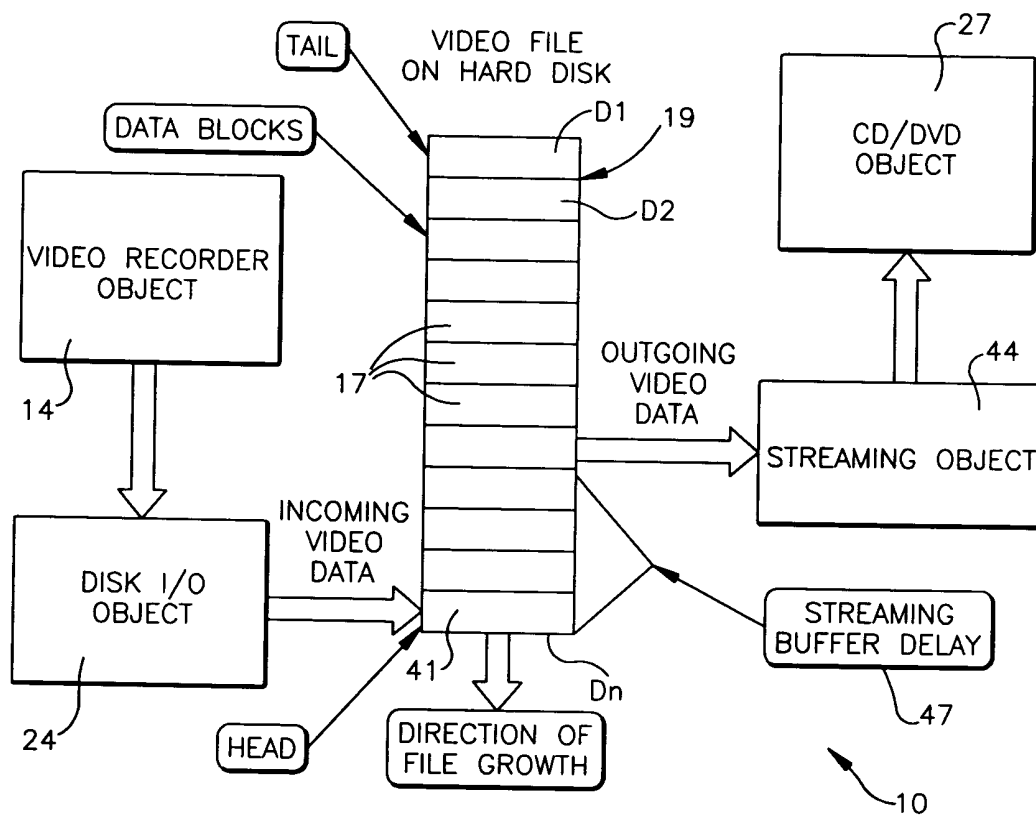 TAIL
VIDEO FILE
ON HARD DISK
27
DATA BLOCKS
D1
19
CD/DVD
OBJECT
D2
VIDEO RECORDER
OBJECT
17
OUTGOING
VIDEO
DATA
44
14
STREAMING OBJECT
INCOMING
VIDEO
DATA
DISK I/O
OBJECT
STREAMING
BUFFER DELAY
41
Dn
24
HEAD
DIRECTION OF
FILE GROWTH
47
10